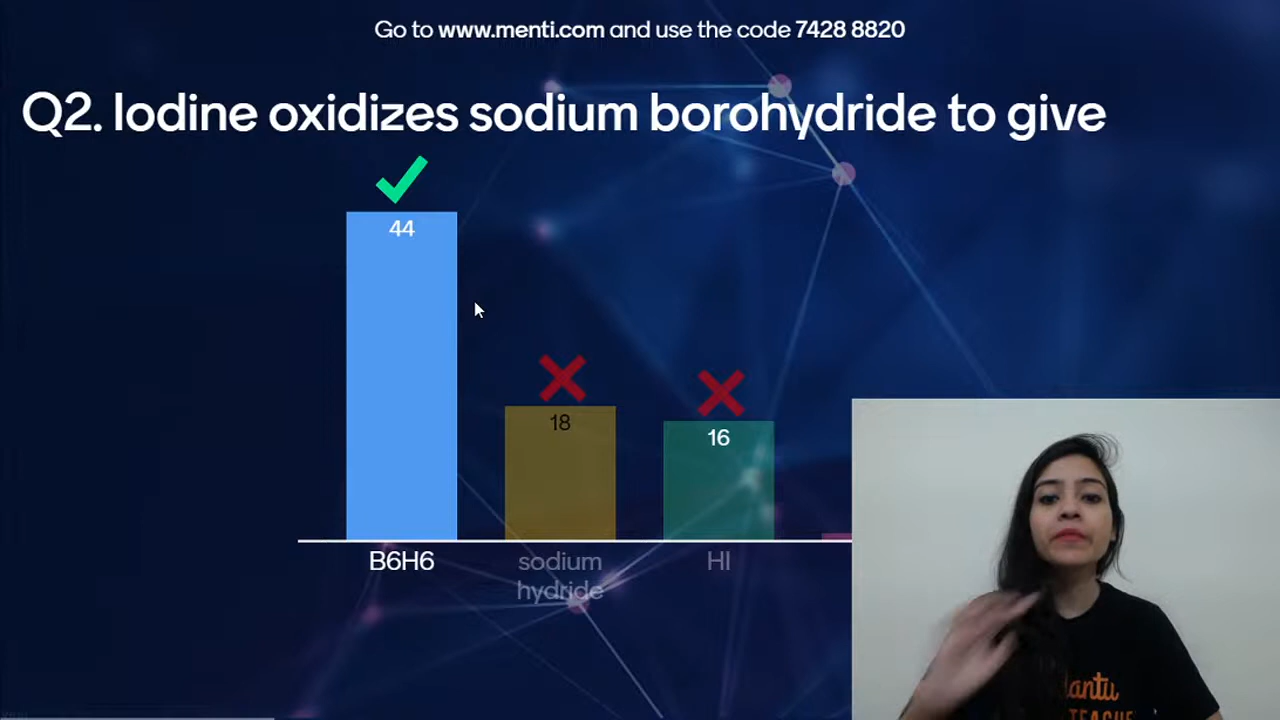 Go to www.menti.com and use the code 7428 8820
Q2. Iodine oxidizes sodium borohydride to give
44
18
16
B6H6
sodium
hydride
HI